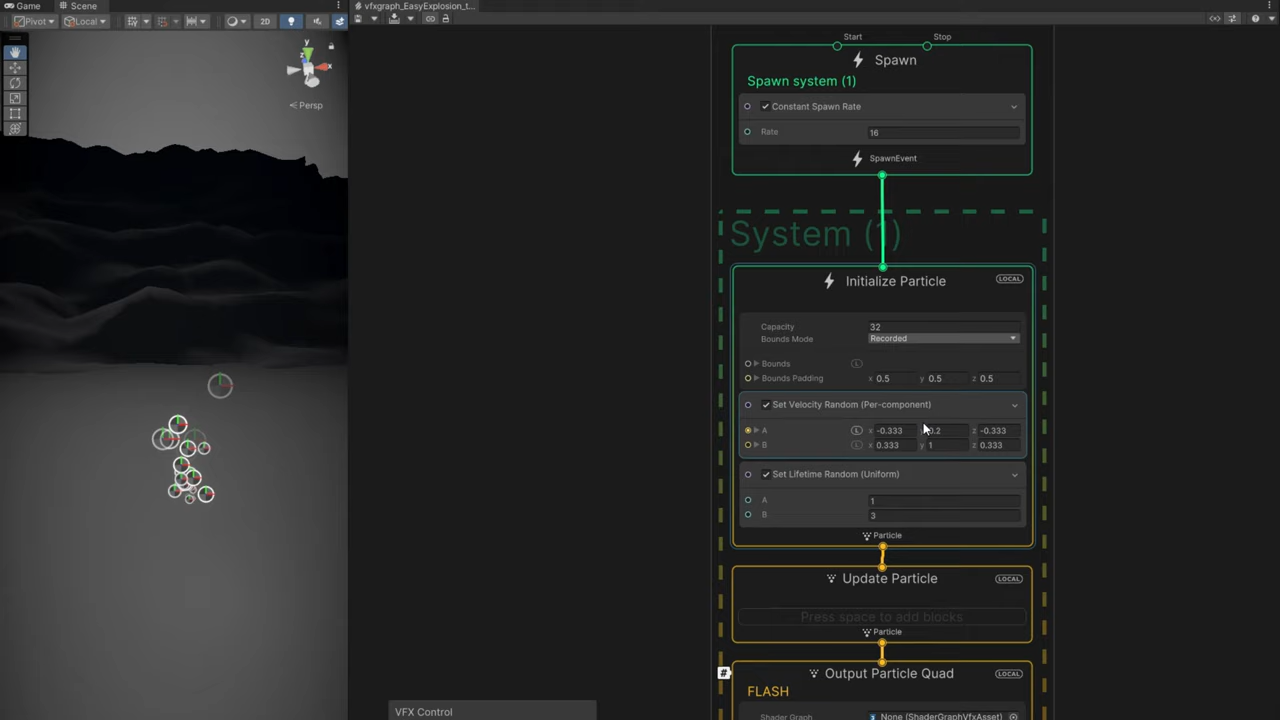 Game
Scene
vfxgraph_EasyExplosion_t...
Pivot
Local
2D
y
x
z
Persp
Start
Stop
Spawn
Spawn system (1)
Constant Spawn Rate
Rate
16
SpawnEvent
System (1)
Initialize Particle
LOCAL
Capacity
32
Bounds Mode
Recorded
Bounds
L
Bounds Padding
x 0.5 y 0.5 z 0.5
Set Velocity Random (Per-component)
A
L
x -0.333 0.2 z -0.333
B
L
x 0.333 y 1 z 0.333
Set Lifetime Random (Uniform)
A
1
B
3
Particle
Update Particle
LOCAL
Press space to add blocks
Particle
#
Output Particle Quad
LOCAL
FLASH
Shader Graph
None (ShaderGraphVfxAsset)
VFX Control